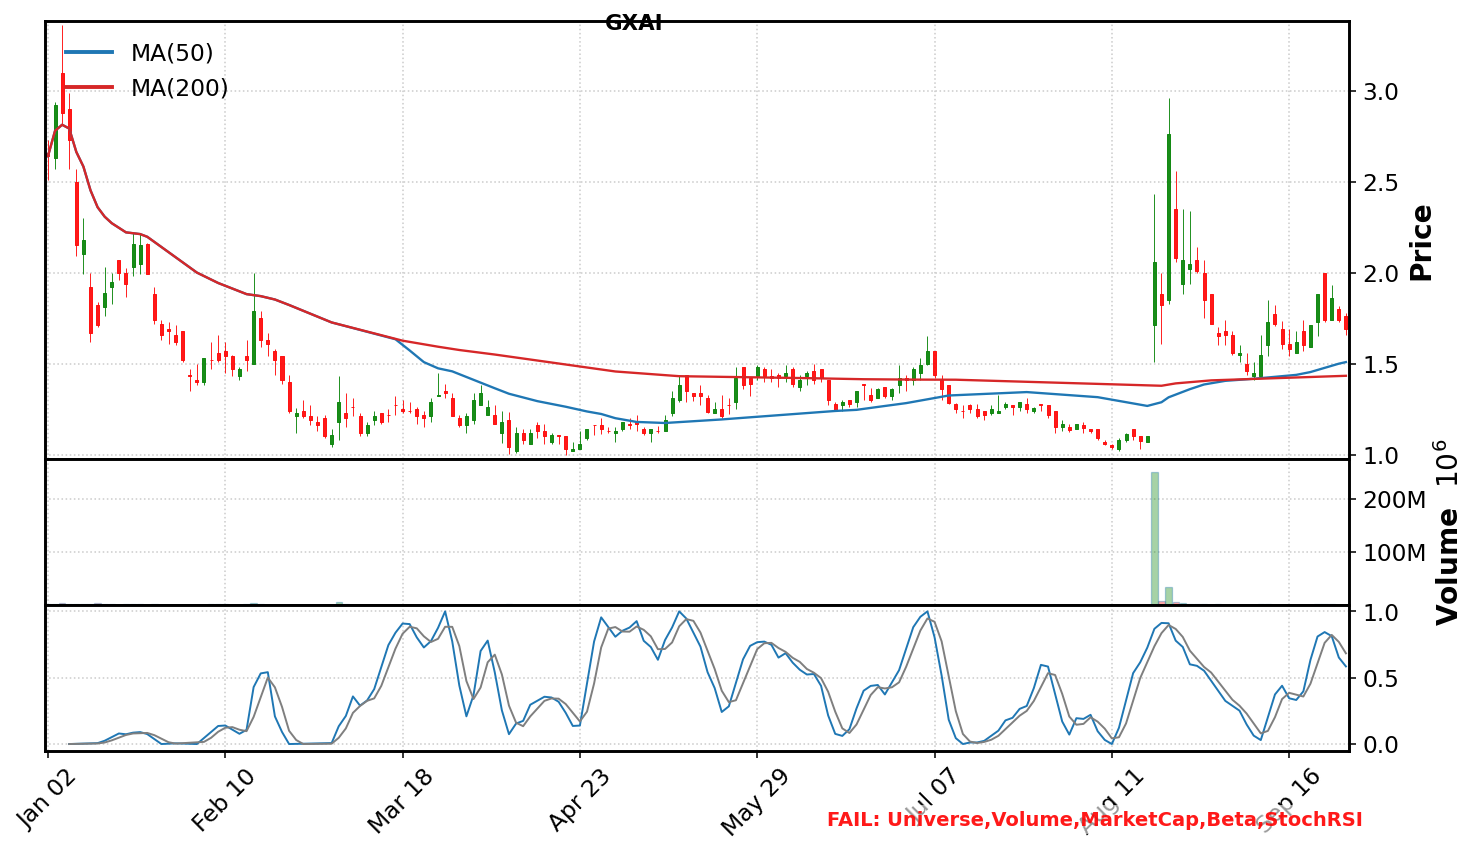 GXAI
MA(50)
MA(200)
3.0
2.5
2.0
1.5
1.0
Price
200M
100M
Volume 10^6
1.0
0.5
0.0
Jan 02
Feb 10
Mar 18
Apr 23
May 29
Jul 07
Aug 11
Sep 16
FAIL: Universe,Volume,MarketCap,Beta,StochRSI